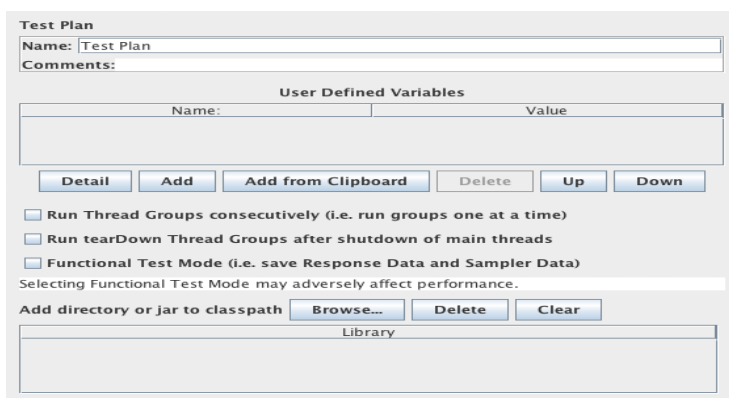 Test Plan
Name: Test Plan
Comments:
User Defined Variables
Name: Value
Detail Add Add from Clipboard Delete Up Down
Run Thread Groups consecutively (i.e. run groups one at a time)
Run tearDown Thread Groups after shutdown of main threads
Functional Test Mode (i.e. save Response Data and Sampler Data)
Selecting Functional Test Mode may adversely affect performance.
Add directory or jar to classpath Browse... Delete Clear
Library